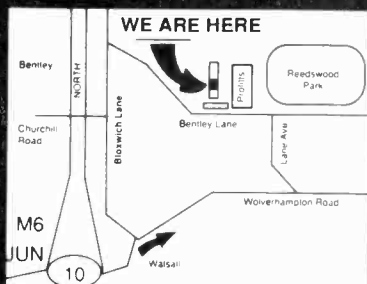 WE ARE HERE
Bentley
NORTH
Profitts
Reedswood
Park
Churchill
Road
Bloxwich Lane
Bentley Lane
Lane Ave
Wolverhampton Road
M6
JUN
10
Walsall